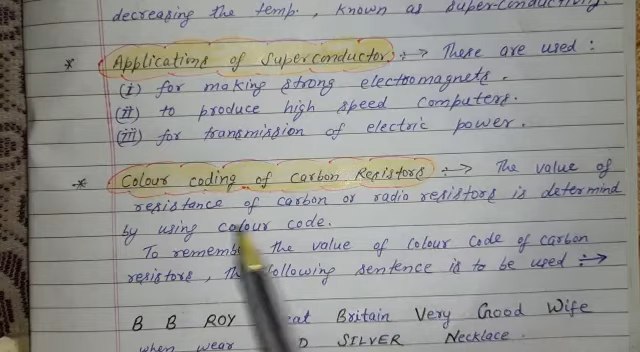 decreasing the temp., known as super-conductivity.
* Applications of Superconductor :→ These are used :
(i) for making strong electromagnets.
(ii) to produce high speed computers.
(iii) for transmission of electric power.
* Colour coding of Carbon Resistors :→ The value of
resistance of carbon or radio resistors is determind
by using colour code.
To remember the value of colour code of carbon
resistors, the following sentence is to be used :→
B B ROY Britain Very Good Wife
when wear SILVER Necklace.